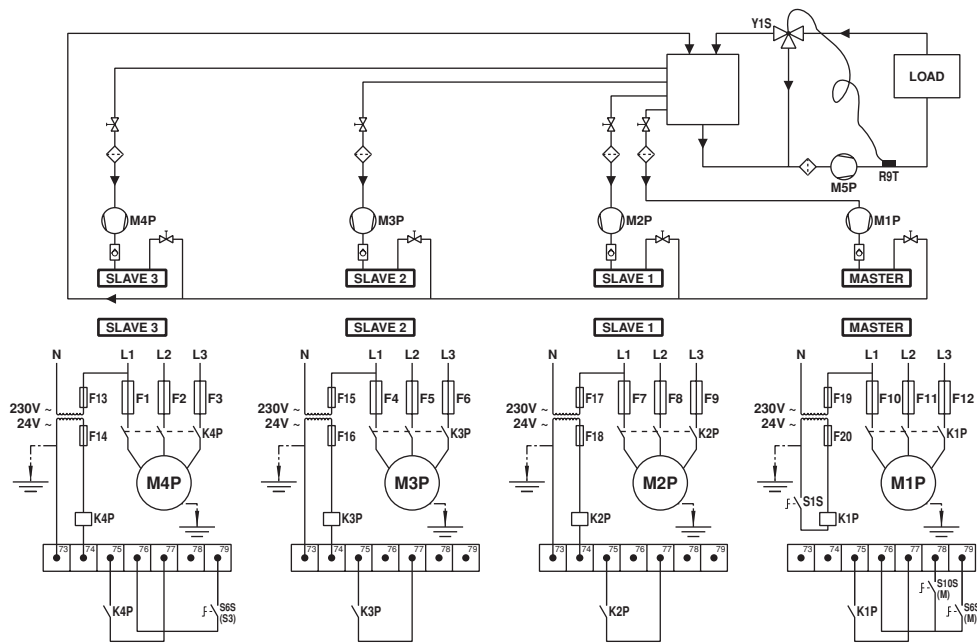 Y1S
LOAD
R9T
M5P
M4P
M3P
M2P
M1P
SLAVE 3
SLAVE 2
SLAVE 1
MASTER
SLAVE 3
SLAVE 2
SLAVE 1
MASTER
N L1 L2 L3
N L1 L2 L3
N L1 L2 L3
N L1 L2 L3
F13 F1 F2 F3
F15 F4 F5 F6
F17 F7 F8 F9
F19 F10 F11 F12
230V ~
24V ~
F14
K4P
230V ~
24V ~
F16
K3P
230V ~
24V ~
F18
K2P
230V ~
24V ~
F20
K1P
M4P
M3P
M2P
M1P
S1S
K4P
K3P
K2P
K1P
73 74 75 76 77 78 79
73 74 75 76 77 78 79
73 74 75 76 77 78 79
73 74 75 76 77 78 79
K4P
S6S
(S3)
K3P
K2P
K1P
S10S
(M)
S6S
(M)